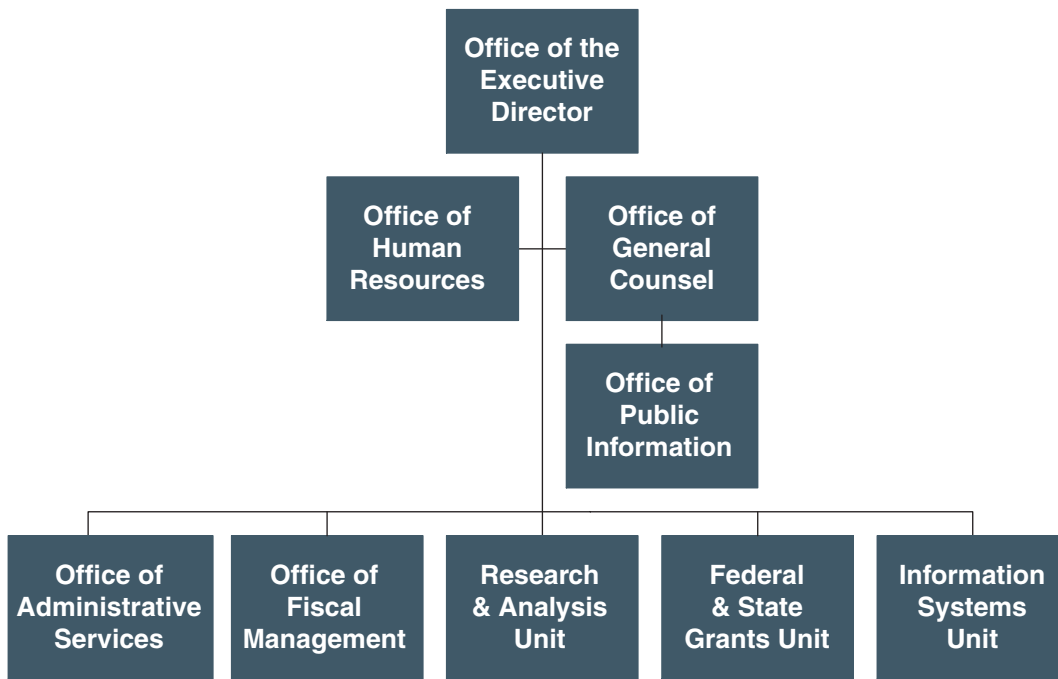 Office of the
Executive
Director
Office of
Human
Resources
Office of
General
Counsel
Office of
Public
Information
Office of
Administrative
Services
Office of
Fiscal
Management
Research
& Analysis
Unit
Federal
& State
Grants Unit
Information
Systems
Unit